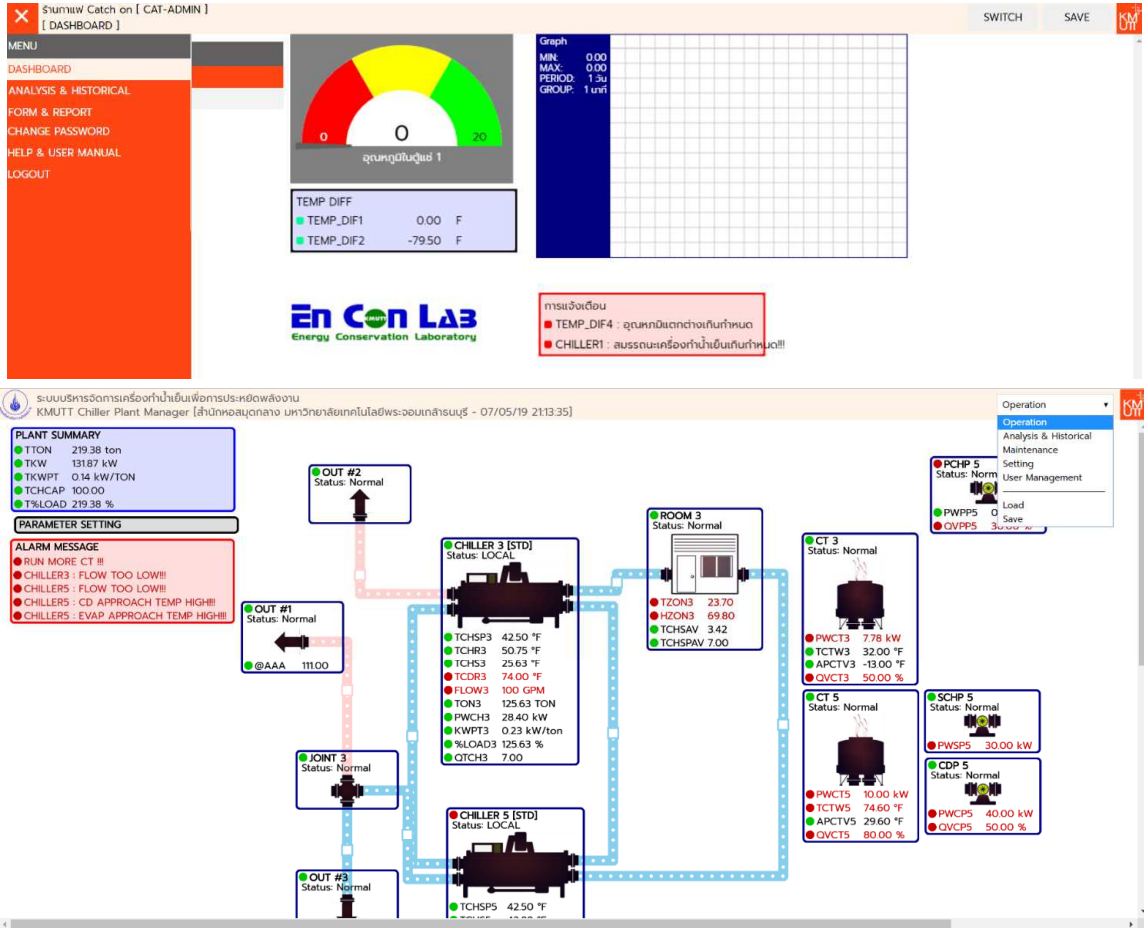 ร้านกาแฟ Catch on [ CAT-ADMIN ]
[ DASHBOARD ]
SWITCH
SAVE
KM UTT
MENU
DASHBOARD
ANALYSIS & HISTORICAL
FORM & REPORT
CHANGE PASSWORD
HELP & USER MANUAL
LOGOUT
0
0
20
อุณหภูมิในตู้แช่ 1
TEMP DIFF
TEMP_DIF1 0.00 F
TEMP_DIF2 -79.50 F
Graph
MIN: 0.00
MAX: 0.00
PERIOD: 1 วัน
GROUP: 1 นาที
En Con Lab
KMUTT
Energy Conservation Laboratory
การแจ้งเตือน
TEMP_DIF4 : อุณหภมิแตกต่างเกินกำหนด
CHILLER1 : สมรรถนะเครื่องทำน้ำเย็นเกินกำหนด!!!
ระบบบริหารจัดการเครื่องทำน้ำเย็นเพื่อการประหยัดพลังงาน
KMUTT Chiller Plant Manager [สำนักหอสมุดกลาง มหาวิทยาลัยเทคโนโลยีพระจอมเกล้าธนบุรี - 07/05/19 21:13:35]
Operation
KM UTT
Operation
Analysis & Historical
Maintenance
Setting
User Management
Load
Save
PLANT SUMMARY
TTON 219.38 ton
TKW 131.87 kW
TKWPT 0.14 kW/TON
TCHCAP 100.00
T%LOAD 219.38 %
PARAMETER SETTING
ALARM MESSAGE
RUN MORE CT !!!
CHILLER3 : FLOW TOO LOW!!!
CHILLER5 : FLOW TOO LOW!!!
CHILLER5 : CD APPROACH TEMP HIGH!!!
CHILLER5 : EVAP APPROACH TEMP HIGH!!!
OUT #2
Status: Normal
OUT #1
Status: Normal
@AAA 111.00
JOINT 3
Status: Normal
OUT #3
Status: Normal
CHILLER 3 [STD]
Status: LOCAL
TCHSP3 42.50 °F
TCHR3 50.75 °F
TCHS3 25.63 °F
TCDR3 74.00 °F
FLOW3 100 GPM
TON3 125.63 TON
PWCH3 28.40 kW
KWPT3 0.23 kW/ton
%LOAD3 125.63 %
QTCH3 7.00
CHILLER 5 [STD]
Status: LOCAL
TCHSP5 42.50 °F
ROOM 3
Status: Normal
TZON3 23.70
HZON3 69.80
TCHSAV 3.42
TCHSPAV 7.00
CT 3
Status: Normal
PWCT3 7.78 kW
TCTW3 32.00 °F
APCTV3 -13.00 °F
QVCT3 50.00 %
CT 5
Status: Normal
PWCT5 10.00 kW
TCTW5 74.60 °F
APCTV5 29.60 °F
QVCT5 80.00 %
PCHP 5
Status: Norm
PWPP5 0
QVPP5 30.00 %
SCHP 5
Status: Normal
PWSP5 30.00 kW
CDP 5
Status: Normal
PWCP5 40.00 kW
QVCP5 50.00 %